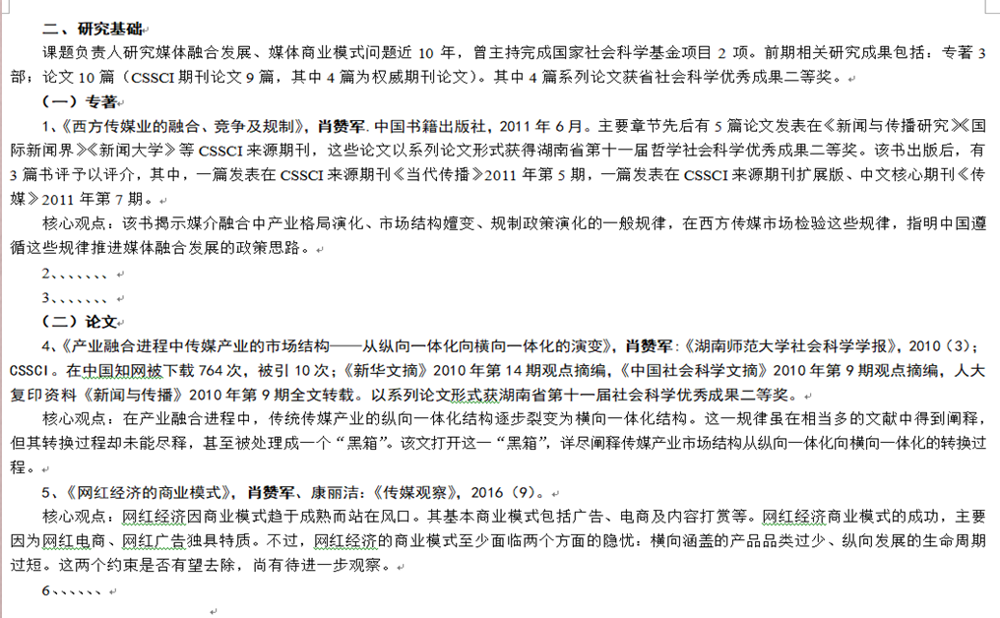 二、研究基础
课题负责人研究媒体融合发展、媒体商业模式问题近 10 年，曾主持完成国家社会科学基金项目 2 项。前期相关研究成果包括：专著 3
部；论文 10 篇（CSSCI 期刊论文 9 篇，其中 4 篇为权威期刊论文）。其中 4 篇系列论文获省社会科学优秀成果二等奖。
（一）专著
1、《西方传媒业的融合、竞争及规制》，肖赞军．中国书籍出版社，2011 年 6 月。主要章节先后有 5 篇论文发表在《新闻与传播研究》《国
际新闻界》《新闻大学》等 CSSCI 来源期刊，这些论文以系列论文形式获得湖南省第十一届哲学社会科学优秀成果二等奖。该书出版后，有
3 篇书评予以评介，其中，一篇发表在 CSSCI 来源期刊《当代传播》2011 年第 5 期，一篇发表在 CSSCI 来源期刊扩展版、中文核心期刊《传
媒》2011 年第 7 期。
核心观点：该书揭示媒介融合中产业格局演化、市场结构嬗变、规制政策演化的一般规律，在西方传媒市场检验这些规律，指明中国遵
循这些规律推进媒体融合发展的政策思路。
2、、、、、、、
3、、、、、、、
（二）论文
4、《产业融合进程中传媒产业的市场结构——从纵向一体化向横向一体化的演变》，肖赞军：《湖南师范大学社会科学学报》，2010（3）；
CSSCI。在中国知网被下载 764 次，被引 10 次；《新华文摘》2010 年第 14 期观点摘编，《中国社会科学文摘》2010 年第 9 期观点摘编，人大
复印资料《新闻与传播》2010 年第 9 期全文转载。以系列论文形式获湖南省第十一届社会科学优秀成果二等奖。
核心观点：在产业融合进程中，传统传媒产业的纵向一体化结构逐步裂变为横向一体化结构。这一规律虽在相当多的文献中得到阐释，
但其转换过程却未能尽释，甚至被处理成一个“黑箱”。该文打开这一“黑箱”，详尽阐释传媒产业市场结构从纵向一体化向横向一体化的转换过
程。
5、《网红经济的商业模式》，肖赞军、康丽洁：《传媒观察》，2016（9）。
核心观点：网红经济因商业模式趋于成熟而站在风口。其基本商业模式包括广告、电商及内容打赏等。网红经济商业模式的成功，主要
因为网红电商、网红广告独具特质。不过，网红经济的商业模式至少面临两个方面的隐忧：横向涵盖的产品品类过少、纵向发展的生命周期
过短。这两个约束是否有望去除，尚有待进一步观察。
6、、、、、、